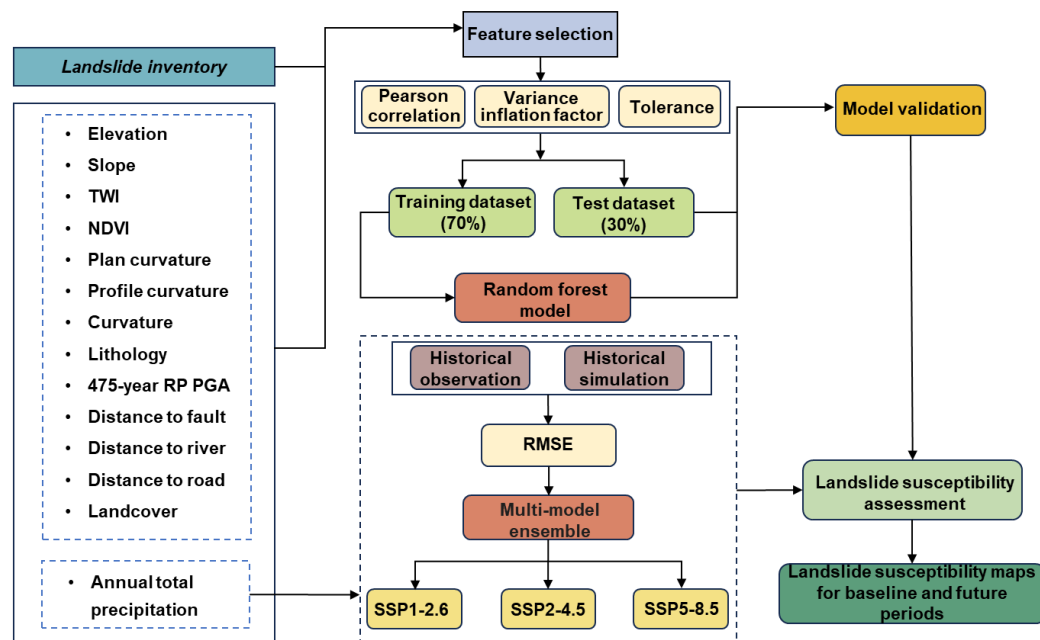 Landslide inventory
• Elevation
• Slope
• TWI
• NDVI
• Plan curvature
• Profile curvature
• Curvature
• Lithology
• 475-year RP PGA
• Distance to fault
• Distance to river
• Distance to road
• Landcover
• Annual total
precipitation
Feature selection
Pearson
correlation
Variance
inflation factor
Tolerance
Training dataset
(70%)
Test dataset
(30%)
Random forest
model
Historical
observation
Historical
simulation
RMSE
Multi-model
ensemble
SSP1-2.6
SSP2-4.5
SSP5-8.5
Model validation
Landslide susceptibility
assessment
Landslide susceptibility maps
for baseline and future
periods